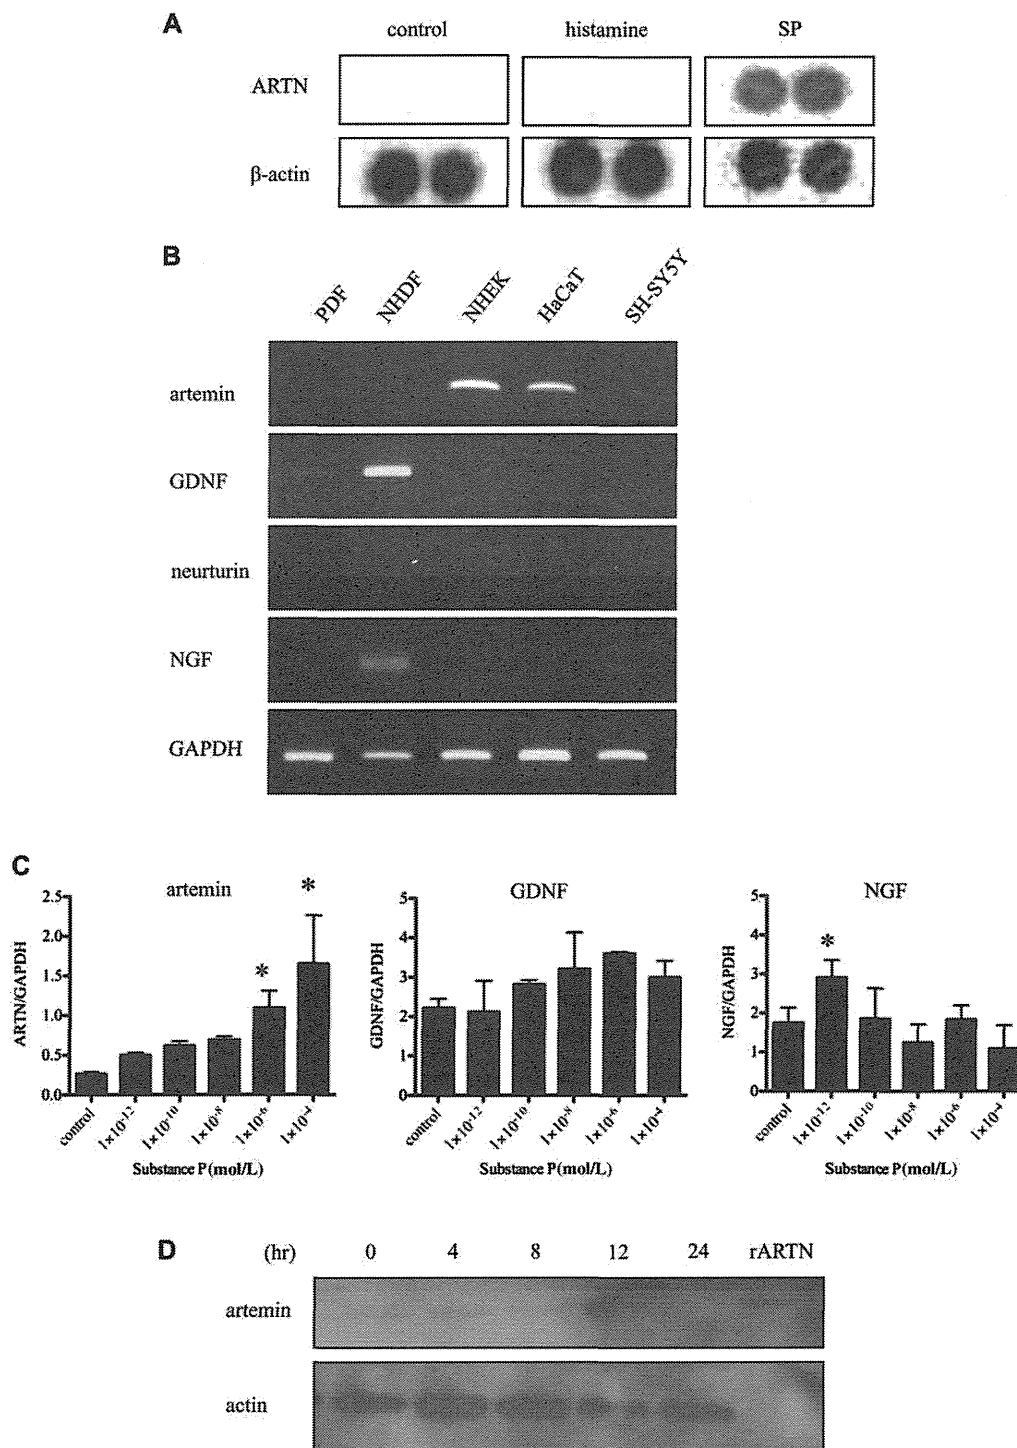 A
control histamine SP
ARTN
β-actin
B
PDF NHDF NHEK HaCaT SH-SY5Y
artemin
GDNF
neurturin
NGF
GAPDH
C
artemin
*
*
ARTN/GAPDH
2.5
2.0
1.5
1.0
0.5
0.0
control 1×10-12 1×10-10 1×10-8 1×10-6 1×10-4
Substance P(mol/L)
GDNF
GDNF/GAPDH
5
4
3
2
1
0
control 1×10-12 1×10-10 1×10-8 1×10-6 1×10-4
Substance P(mol/L)
NGF
*
NGF/GAPDH
5
4
3
2
1
0
control 1×10-12 1×10-10 1×10-8 1×10-6 1×10-4
Substance P(mol/L)
D
(hr) 0 4 8 12 24 rARTN
artemin
actin